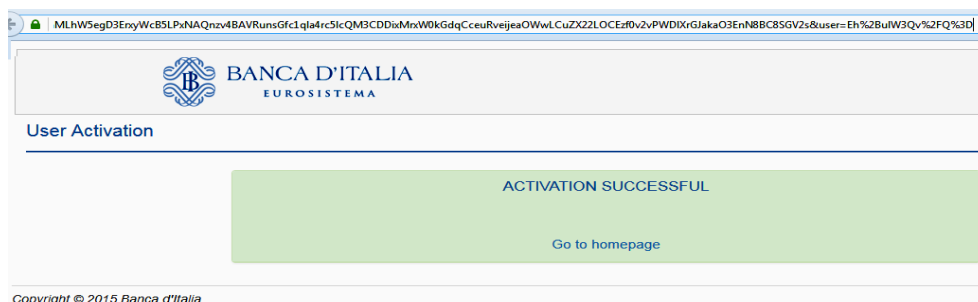 MLhW5egD3ErxyWcB5LPxNAQnzv4BAVRunsGfc1qla4rc5lcQM3CDDixMrxW0kGdqCceuRveijeaOWwLCuZX22LOCEzf0v2vPWDIXrGJakaO3EnN8BC8SGV2s&user=Eh%2BulW3Qv%2FQ%3D
BANCA D'ITALIA
EUROSISTEMA
User Activation
ACTIVATION SUCCESSFUL
Go to homepage
Copyright © 2015 Banca d'Italia